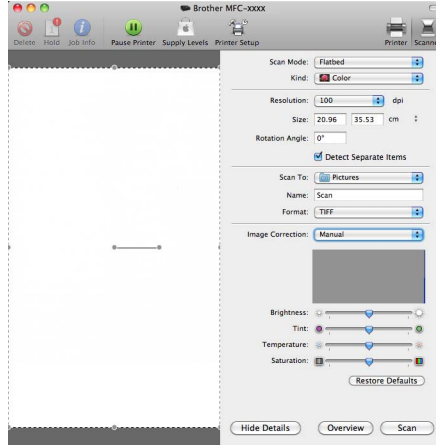 Brother MFC-xxxx
Delete Hold Job Info Pause Printer Supply Levels Printer Setup Printer Scanne
Scan Mode: Flatbed
Kind: Color
Resolution: 100 dpi
Size: 20.96 35.53 cm
Rotation Angle: 0°
Detect Separate Items
Scan To: Pictures
Name: Scan
Format: TIFF
Image Correction: Manual
Brightness:
Tint:
Temperature:
Saturation:
Restore Defaults
Hide Details Overview Scan